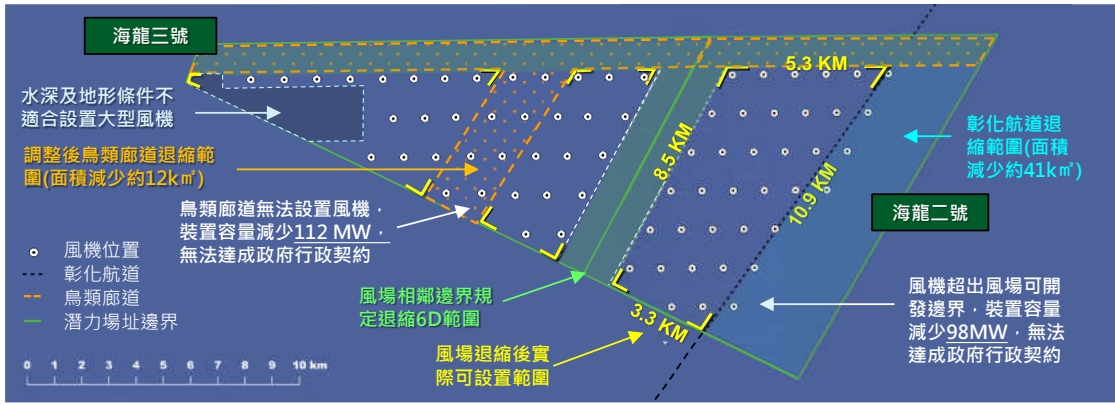 海龍三號
水深及地形條件不
適合設置大型風機
調整後鳥類廊道退縮範
圍(面積減少約12k㎡)
鳥類廊道無法設置風機，
裝置容量減少112 MW，
無法達成政府行政契約
風機位置
彰化航道
鳥類廊道
潛力場址邊界
0 1 2 3 4 5 6 7 8 9 10 km
風場相鄰邊界規
定退縮6D範圍
風場退縮後實
際可設置範圍
5.3 KM
8.5 KM
10.9 KM
3.3 KM
彰化航道退
縮範圍(面積
減少約41k㎡)
海龍二號
風機超出風場可開
發邊界，裝置容量
減少98MW，無法
達成政府行政契約